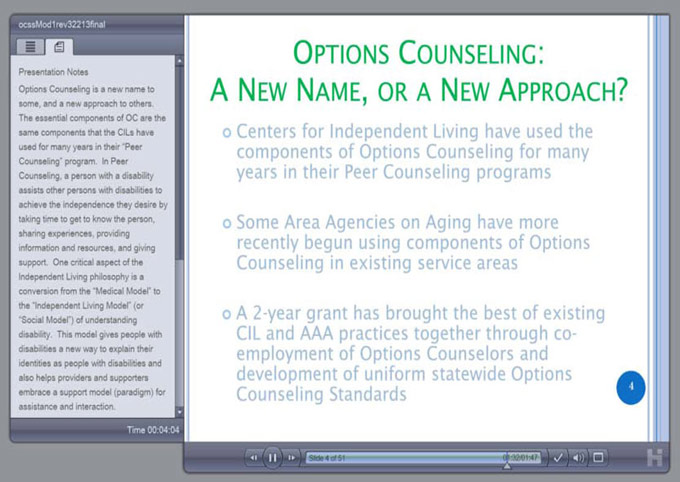 ocssMod1rev32213final
Presentation Notes
Options Counseling is a new name to
some, and a new approach to others.
The essential components of OC are the
same components that the CILs have
used for many years in their “Peer
Counseling” program. In Peer
Counseling, a person with a disability
assists other persons with disabilities to
achieve the independence they desire by
taking time to get to know the person,
sharing experiences, providing
information and resources, and giving
support. One critical aspect of the
Independent Living philosophy is a
conversion from the “Medical Model” to
the “Independent Living Model” (or
“Social Model”) of understanding
disability. This model gives people with
disabilities a new way to explain their
identities as people with disabilities and
also helps providers and supporters
embrace a support model (paradigm) for
assistance and interaction.
Time 00:04:04
OPTIONS COUNSELING:
A NEW NAME, OR A NEW APPROACH?
Centers for Independent Living have used the
components of Options Counseling for many
years in their Peer Counseling programs
Some Area Agencies on Aging have more
recently begun using components of Options
Counseling in existing service areas
A 2-year grant has brought the best of existing
CIL and AAA practices together through co-
employment of Options Counselors and
development of uniform statewide Options
Counseling Standards
4
Slide 4 of 51
01:32/01:47